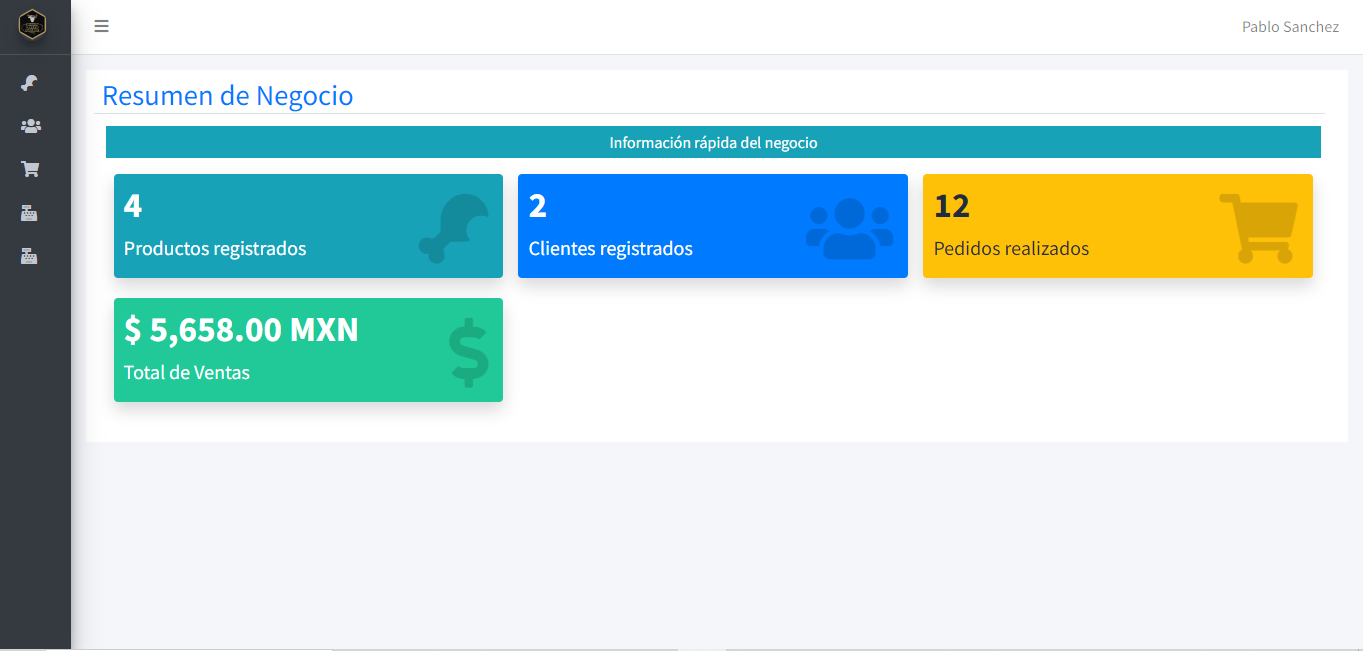 Pablo Sanchez
Resumen de Negocio
Información rápida del negocio
4
Productos registrados
2
Clientes registrados
12
Pedidos realizados
$ 5,658.00 MXN
Total de Ventas